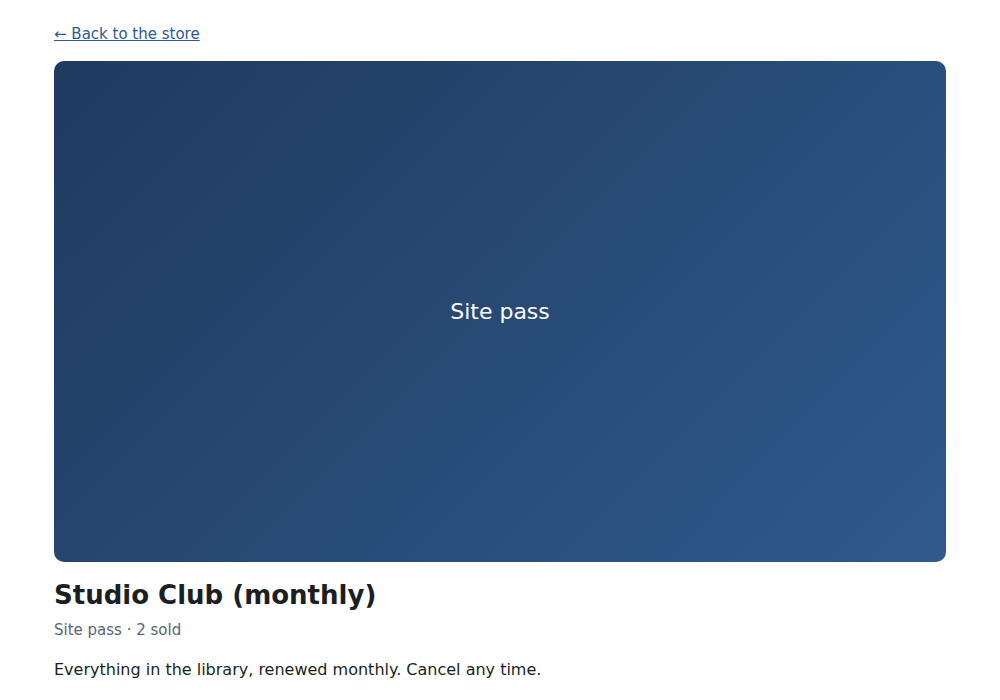 ← Back to the store
Site pass
Studio Club (monthly)
Site pass · 2 sold
Everything in the library, renewed monthly. Cancel any time.